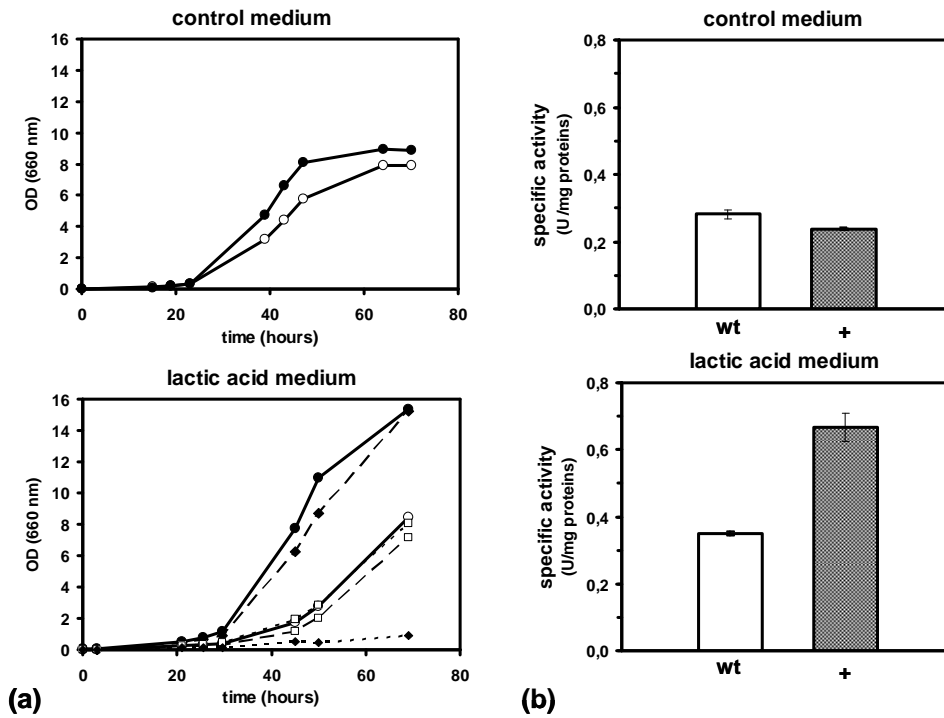 control medium
OD (660 nm)
16
14
12
10
8
6
4
2
0
0 20 40 60 80
time (hours)
lactic acid medium
OD (660 nm)
16
14
12
10
8
6
4
2
0
0 20 40 60 80
time (hours)
(a)
control medium
specific activity
(U /mg proteins)
0,8
0,6
0,4
0,2
0,0
wt +
lactic acid medium
specific activity
(U/mg proteins)
0,8
0,6
0,4
0,2
0,0
wt +
(b)